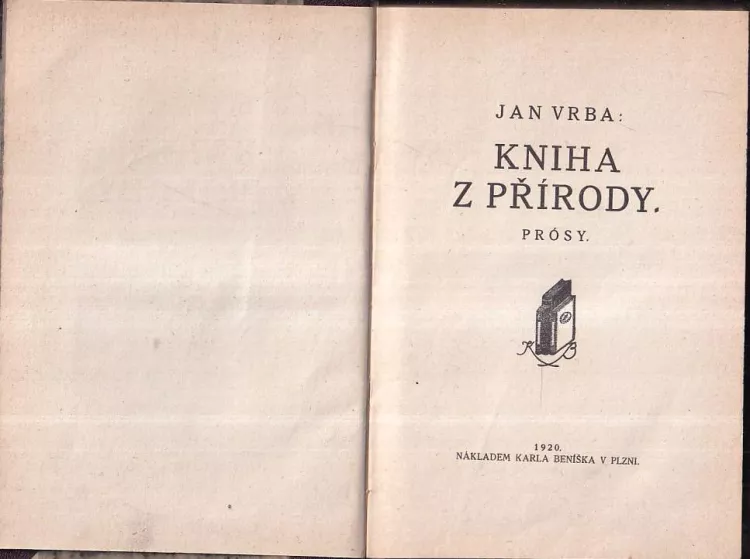 JAN VRBA:
KNIHA
Z PŘÍRODY.
PRÓSY.
K B
1920.
NÁKLADEM KARLA BENÍŠKA V PLZNI.